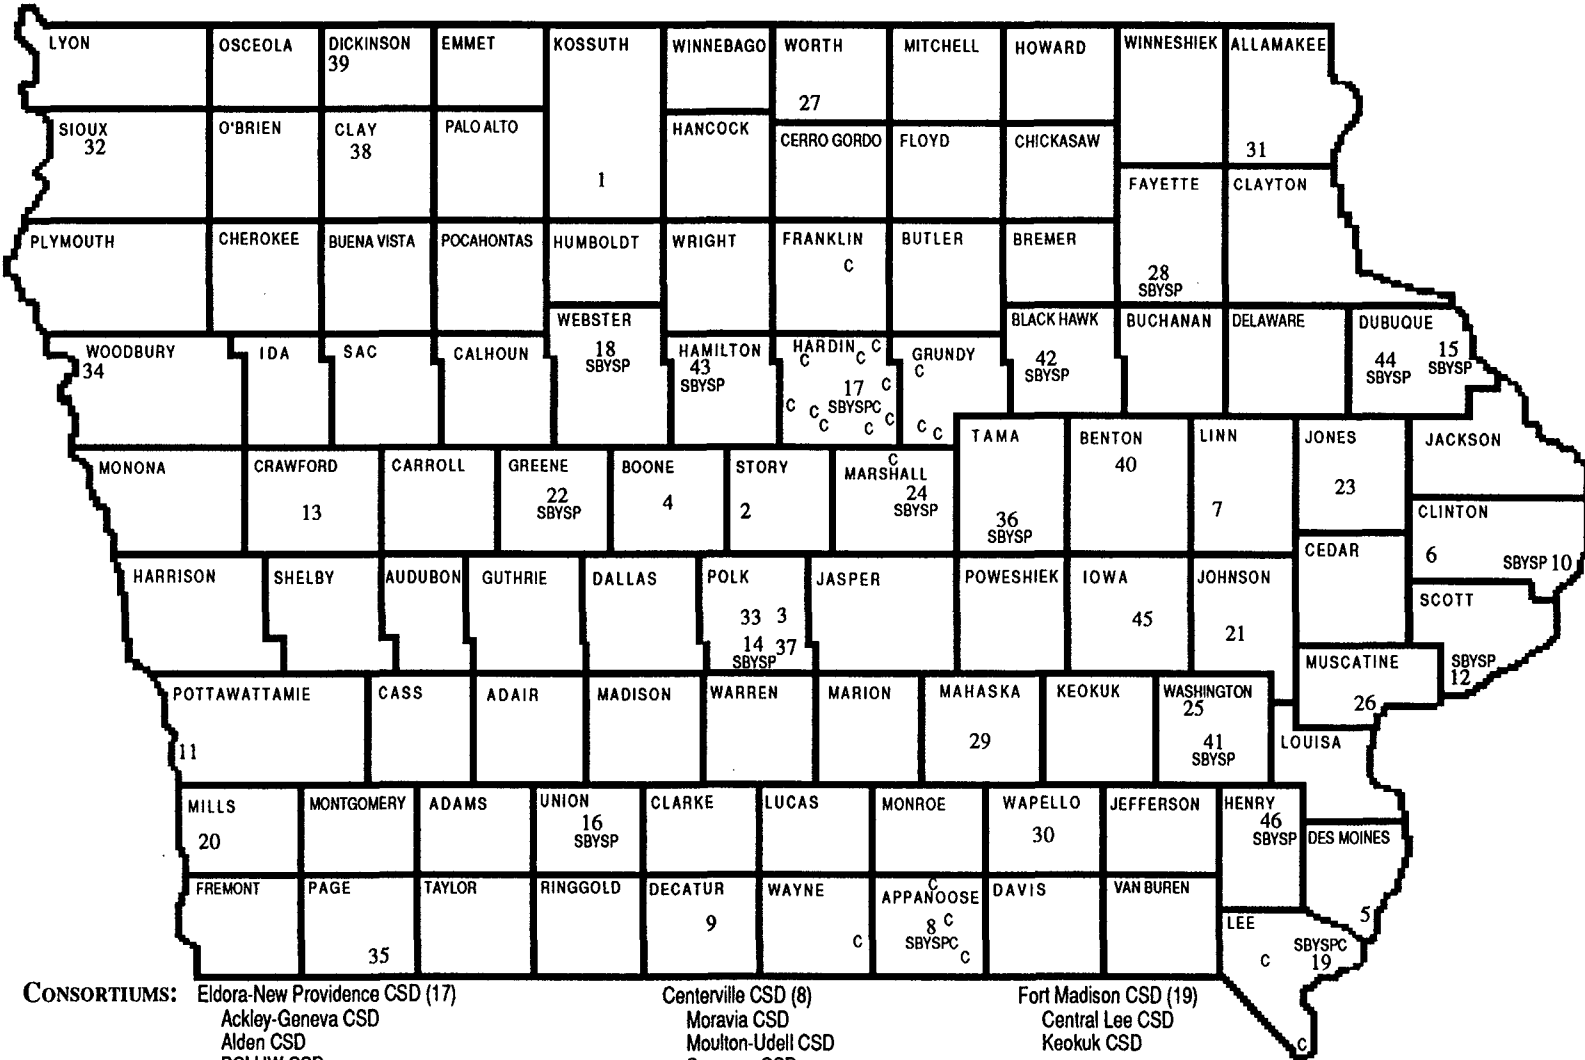 LYON OSCEOLA DICKINSON EMMET KOSSUTH WINNEBAGO WORTH MITCHELL HOWARD WINNESHIEK ALLAMAKEE
39
27
SIOUX O'BRIEN CLAY PALO ALTO HANCOCK CERRO GORDO FLOYD CHICKASAW
32 38 1 31
FAYETTE CLAYTON
PLYMOUTH CHEROKEE BUENA VISTA POCAHONTAS HUMBOLDT WRIGHT FRANKLIN BUTLER BREMER
C 28
SBYSP
WEBSTER BLACK HAWK BUCHANAN DELAWARE DUBUQUE
WOODBURY IDA SAC CALHOUN 18 HAMILTON HARDIN C GRUNDY 42 44 15
34 SBYSP 43 C C C SBYSP SBYSP SBYSP
SBYSP 17 C
C C SBYSPC C
C C C C
TAMA BENTON LINN JONES JACKSON
MONONA CRAWFORD CARROLL GREENE BOONE STORY C
MARSHALL 40
13 22 4 2 24 36 7 23
SBYSP SBYSP SBYSP
CLINTON
6 SBYSP 10
CEDAR
HARRISON SHELBY AUDUBON GUTHRIE DALLAS POLK JASPER POWESHIEK IOWA JOHNSON
SCOTT
33 3 45 21
14 37
SBYSP
MUSCATINE SBYSP
26 12
POTTAWATTAMIE CASS ADAIR MADISON WARREN MARION MAHASKA KEOKUK WASHINGTON
25
11 29 41 LOUISA
SBYSP
MILLS MONTGOMERY ADAMS UNION CLARKE LUCAS MONROE WAPELLO JEFFERSON HENRY
20 16 30 46
SBYSP SBYSP DES MOINES
FREMONT PAGE TAYLOR RINGGOLD DECATUR WAYNE C
APPANOOSE DAVIS VAN BUREN
35 9 C 8 C 5
SBYSPC
C
LEE
SBYSPC
C 19
C
CONSORTIUMS: Eldora-New Providence CSD (17) Centerville CSD (8) Fort Madison CSD (19)
Ackley-Geneva CSD Moravia CSD Central Lee CSD
Alden CSD Moulton-Udell CSD Keokuk CSD